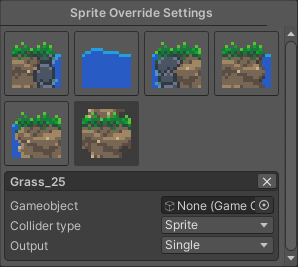 Sprite Override Settings
Grass_25
Gameobject None (Game O
Collider type Sprite
Output Single